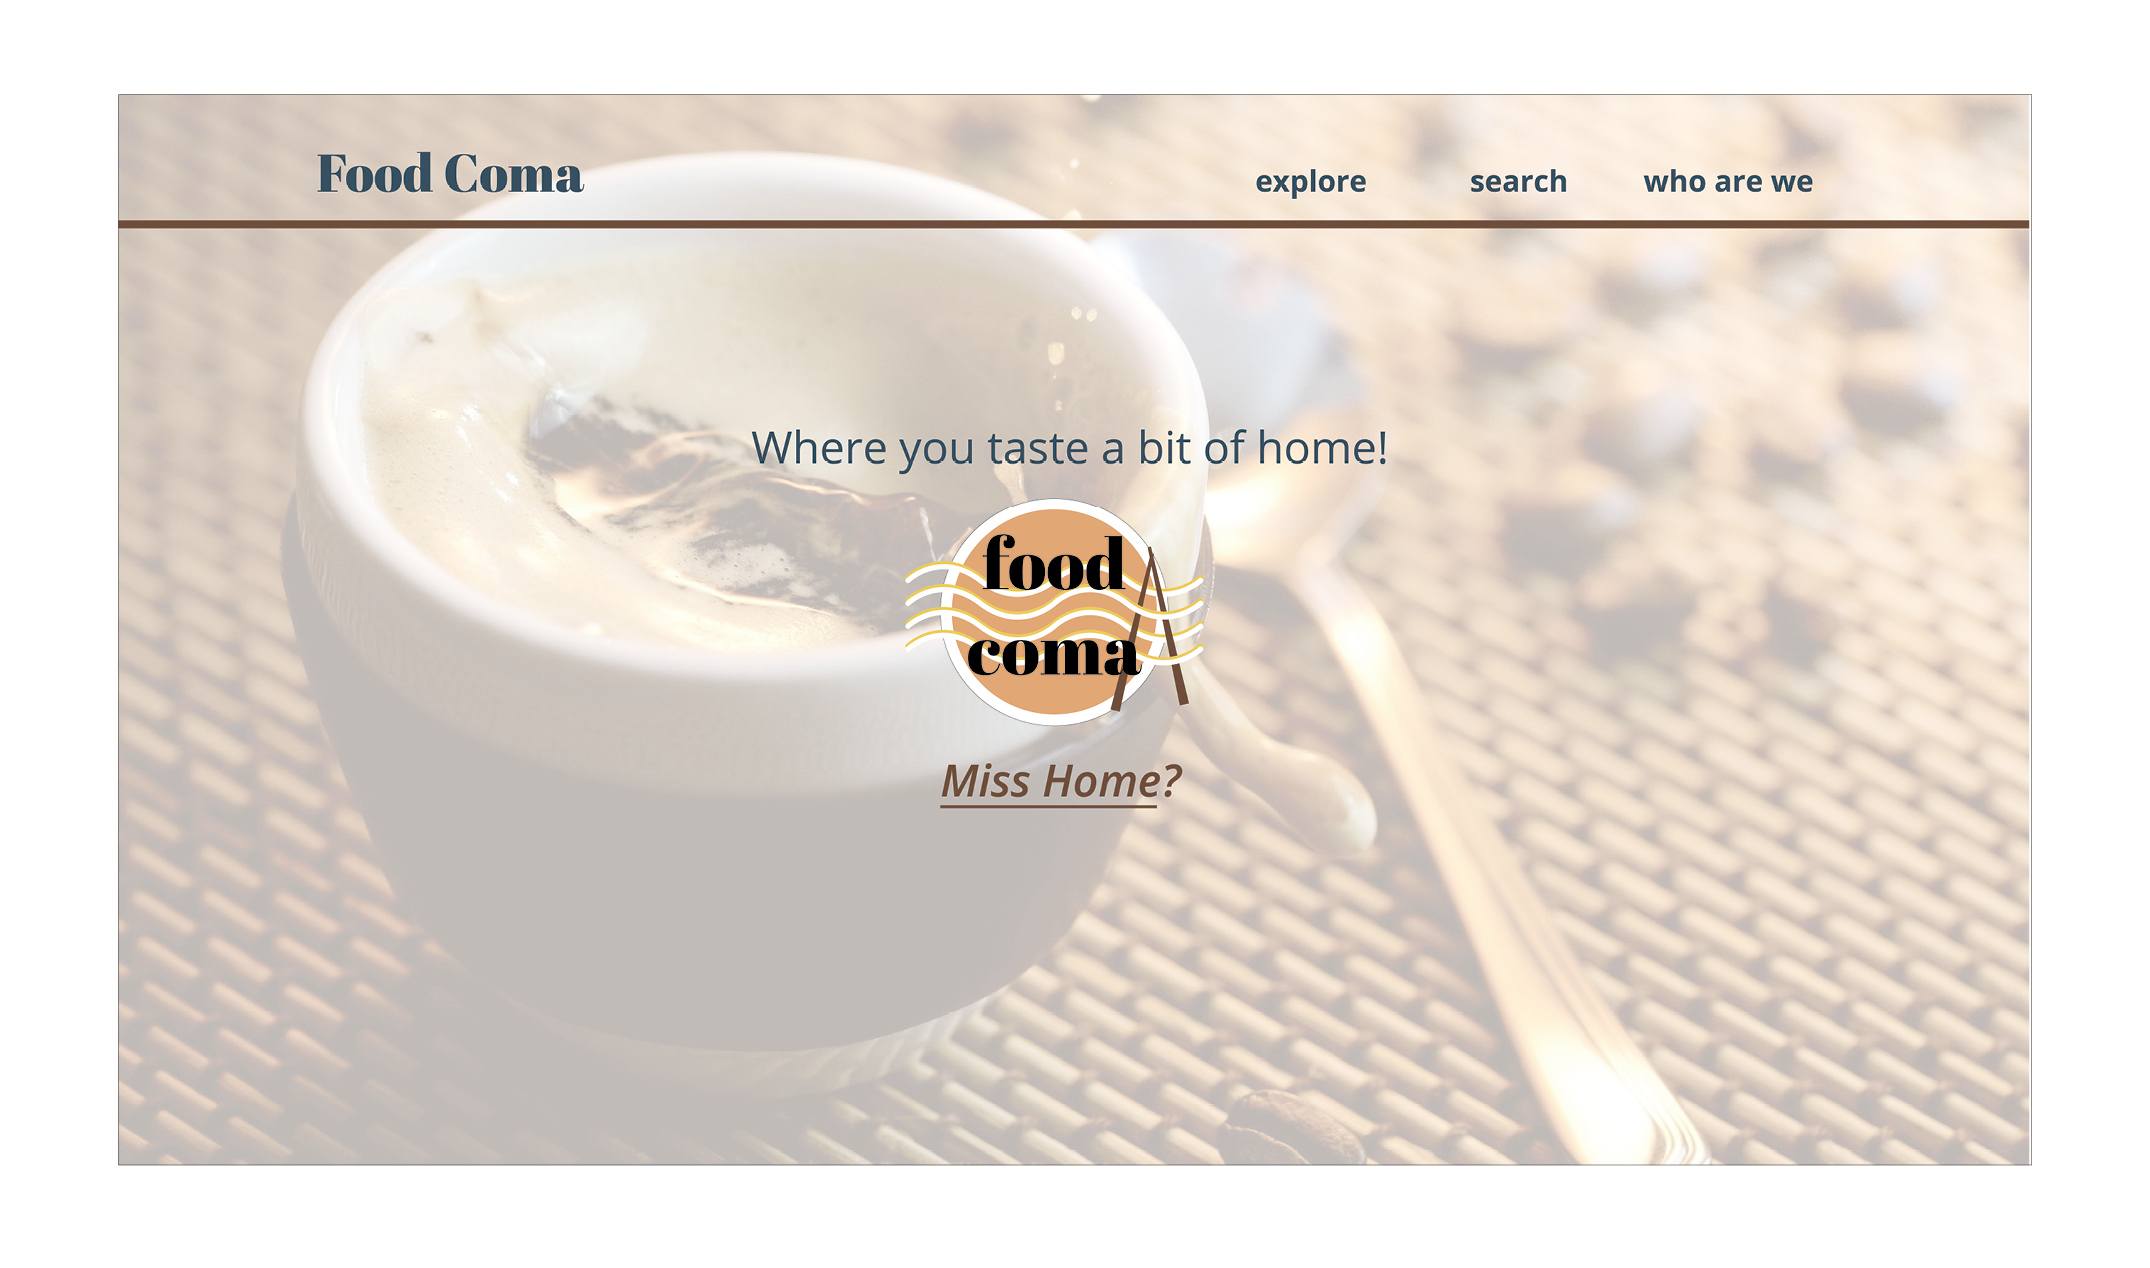 Food Coma
explore search who are we
Where you taste a bit of home!
food
coma
Miss Home?